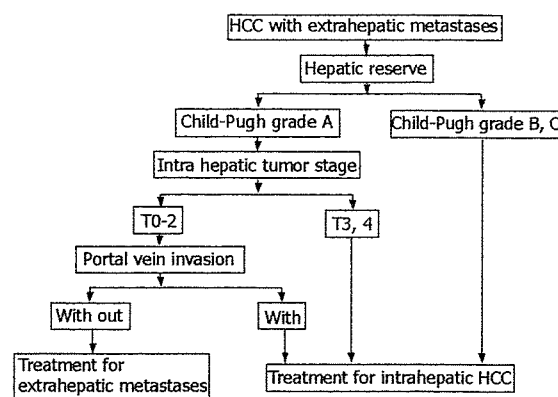 HCC with extrahepatic metastases
Hepatic reserve
Child-Pugh grade A
Child-Pugh grade B, C
Intra hepatic tumor stage
T0-2
T3, 4
Portal vein invasion
With out
With
Treatment for
extrahepatic metastases
Treatment for intrahepatic HCC